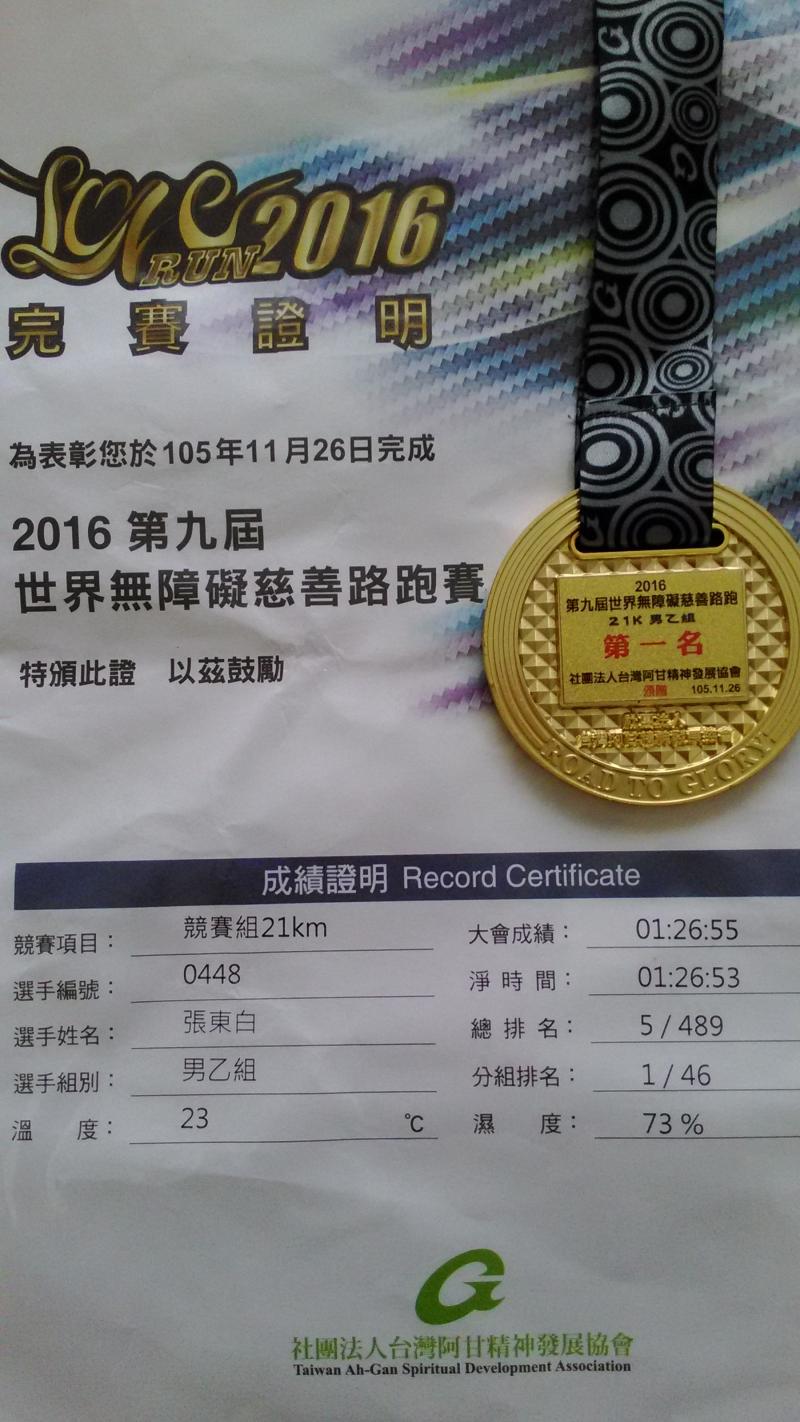 LOVE RUN 2016
完賽證明
為表彰您於105年11月26日完成
2016 第九屆
世界無障礙慈善路跑賽
特頒此證 以茲鼓勵
2016
第九屆世界無障礙慈善路跑
21K 男乙組
第一名
社團法人台灣阿甘精神發展協會
頒贈 105.11.26
ROAD TO GLORY!
成績證明 Record Certificate
競賽項目: 競賽組21km
選手編號: 0448
選手姓名: 張東白
選手組別: 男乙組
溫度: 23 ℃
大會成績: 01:26:55
淨時間: 01:26:53
總排名: 5 / 489
分組排名: 1 / 46
濕度: 73 %
G
社團法人台灣阿甘精神發展協會
Taiwan Ah-Gan Spiritual Development Association